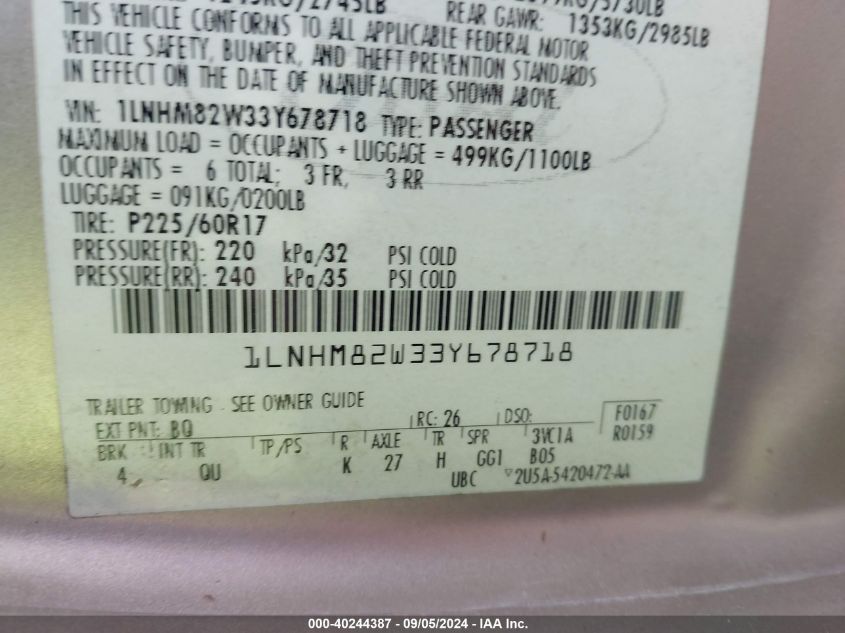 KG/2745LB
KG/3730LB
REAR GAWR: 1353KG/2985LB
THIS VEHICLE CONFORMS TO ALL APPLICABLE FEDERAL MOTOR
VEHICLE SAFETY, BUMPER, AND THEFT PREVENTION STANDARDS
IN EFFECT ON THE DATE OF MANUFACTURE SHOWN ABOVE.
VIN: 1LNHM82W33Y678718 TYPE: PASSENGER
MAXIMUM LOAD = OCCUPANTS + LUGGAGE = 499KG/1100LB
OCCUPANTS = 6 TOTAL; 3 FR, 3 RR
LUGGAGE = 091KG/0200LB
TIRE: P225/60R17
PRESSURE(FR): 220 kPa/32 PSI COLD
PRESSURE(RR): 240 kPa/35 PSI COLD
1LNHM82W33Y678718
TRAILER TOWING - SEE OWNER GUIDE
EXT PNT: BQ RC: 26 DSO: F0167
BRK INT TR TP/PS R AXLE TR SPR 3VC1A R0159
4 QU K 27 H GG1 B05
UBC 2U5A-5420472-AA
000-40244387 - 09/05/2024 - IAA Inc.